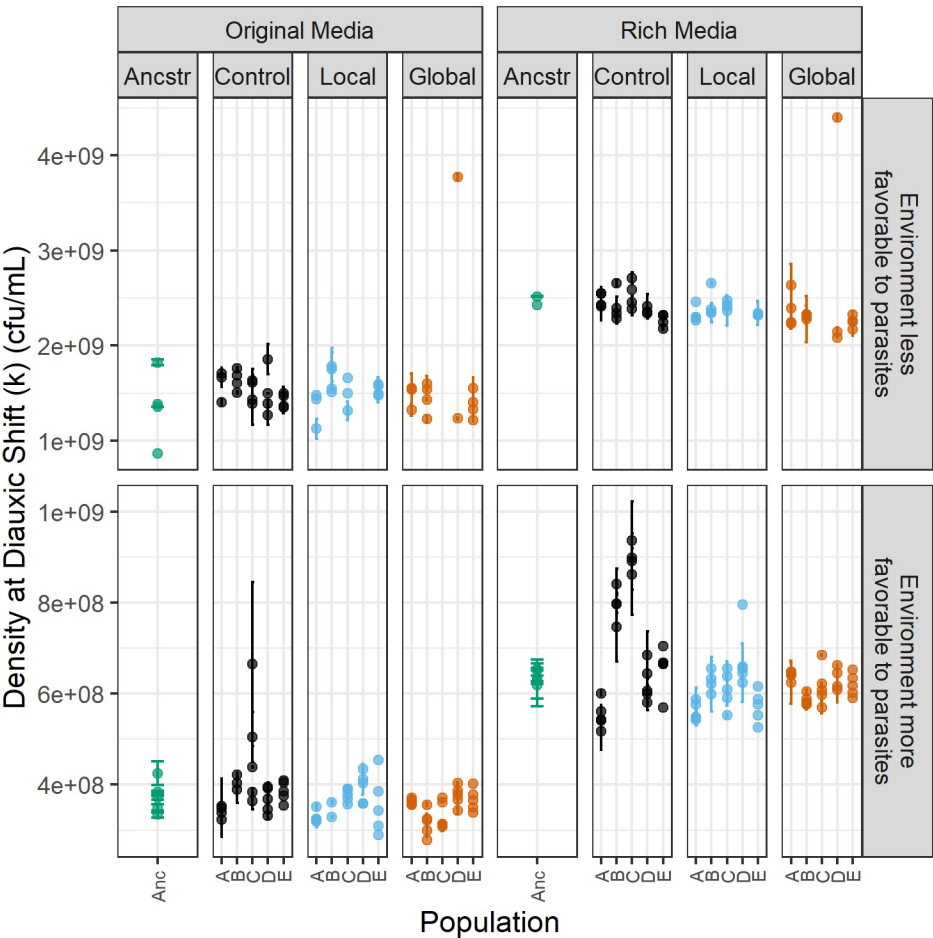 Original Media
Rich Media
Ancstr Control Local Global Ancstr Control Local Global
4e+09
3e+09
2e+09
1e+09
Environment less
favorable to parasites
1e+09
8e+08
6e+08
4e+08
Environment more
favorable to parasites
Density at Diauxic Shift (k) (cfu/mL)
Anc A B C D E A B C D E A B C D E Anc A B C D E A B C D E A B C D E
Population